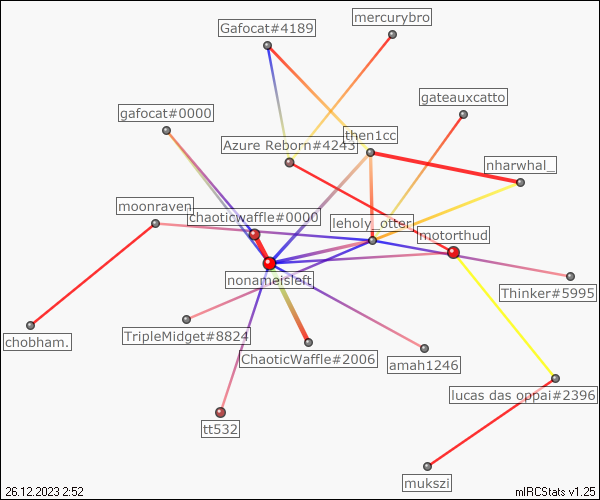 mercurybro
Gafocat#4189
gateauxcatto
gafocat#0000
then1cc
Azure Reborn#4243
nharwhal_
moonraven
chaoticwaffle#0000
leholy_otter
motorthud
nonameisleft
Thinker#5995
TripleMidget#8824
chobham.
ChaoticWaffle#2006
amah1246
lucas das oppai#2396
tt532
mukszi
26.12.2023 2:52
mIRCStats v1.25